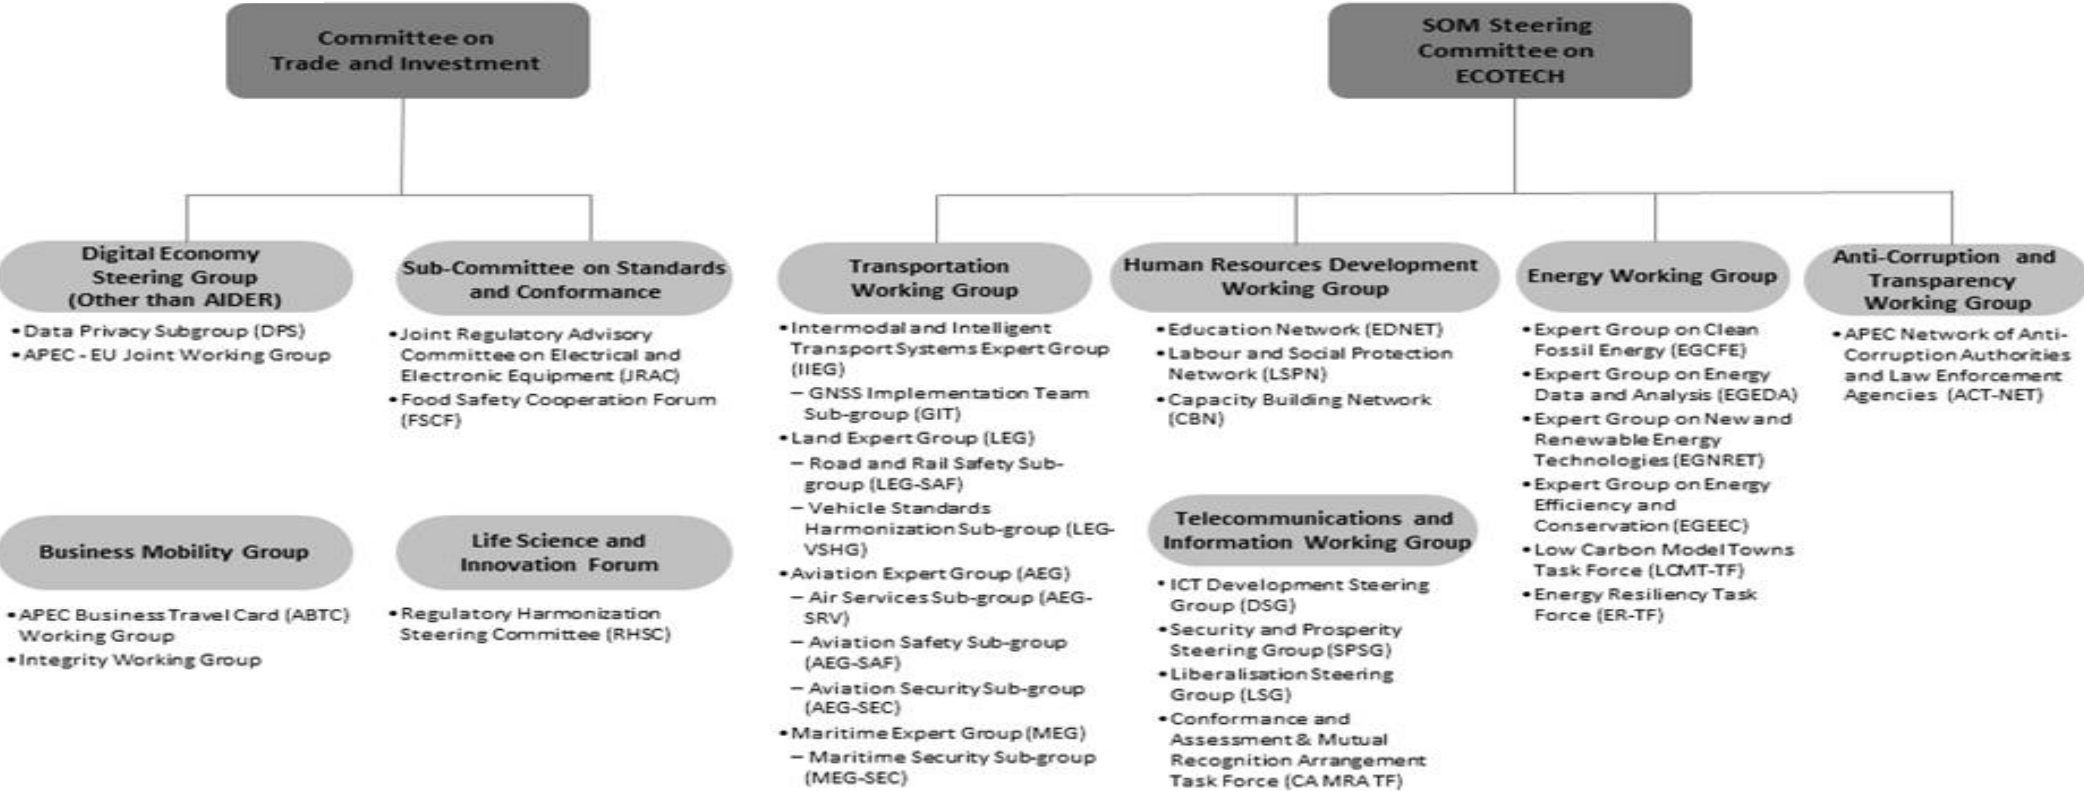 Committee on
Trade and Investment
SOM Steering
Committee on
ECOTECH
Digital Economy
Steering Group
(Other than AIDER)
•Data Privacy Subgroup (DPS)
•APEC - EU Joint Working Group
Sub-Committee on Standards
and Conformance
•Joint Regulatory Advisory
Committee on Electrical and
Electronic Equipment (JRAC)
•Food Safety Cooperation Forum
(FSCF)
Business Mobility Group
•APEC Business Travel Card (ABTC)
Working Group
•Integrity Working Group
Life Science and
Innovation Forum
•Regulatory Harmonization
Steering Committee (RHSC)
Transportation
Working Group
•Intermodal and Intelligent
Transport Systems Expert Group
(IIEG)
– GNSS Implementation Team
Sub-group (GIT)
•Land Expert Group (LEG)
– Road and Rail Safety Sub-
group (LEG-SAF)
– Vehicle Standards
Harmonization Sub-group (LEG-
VSHG)
•Aviation Expert Group (AEG)
– Air Services Sub-group (AEG-
SRV)
– Aviation Safety Sub-group
(AEG-SAF)
– Aviation Security Sub-group
(AEG-SEC)
•Maritime Expert Group (MEG)
– Maritime Security Sub-group
(MEG-SEC)
Human Resources Development
Working Group
•Education Network (EDNET)
•Labour and Social Protection
Network (LSPN)
•Capacity Building Network
(CBN)
Telecommunications and
Information Working Group
•ICT Development Steering
Group (DSG)
•Security and Prosperity
Steering Group (SPSG)
•Liberalisation Steering
Group (LSG)
•Conformance and
Assessment & Mutual
Recognition Arrangement
Task Force (CA MRA TF)
Energy Working Group
•Expert Group on Clean
Fossil Energy (EGCFE)
•Expert Group on Energy
Data and Analysis (EGEDA)
•Expert Group on New and
Renewable Energy
Technologies (EGNRET)
•Expert Group on Energy
Efficiency and
Conservation (EGEEC)
•Low Carbon Model Towns
Task Force (LCMT-TF)
•Energy Resiliency Task
Force (ER-TF)
Anti-Corruption and
Transparency
Working Group
•APEC Network of Anti-
Corruption Authorities
and Law Enforcement
Agencies (ACT-NET)